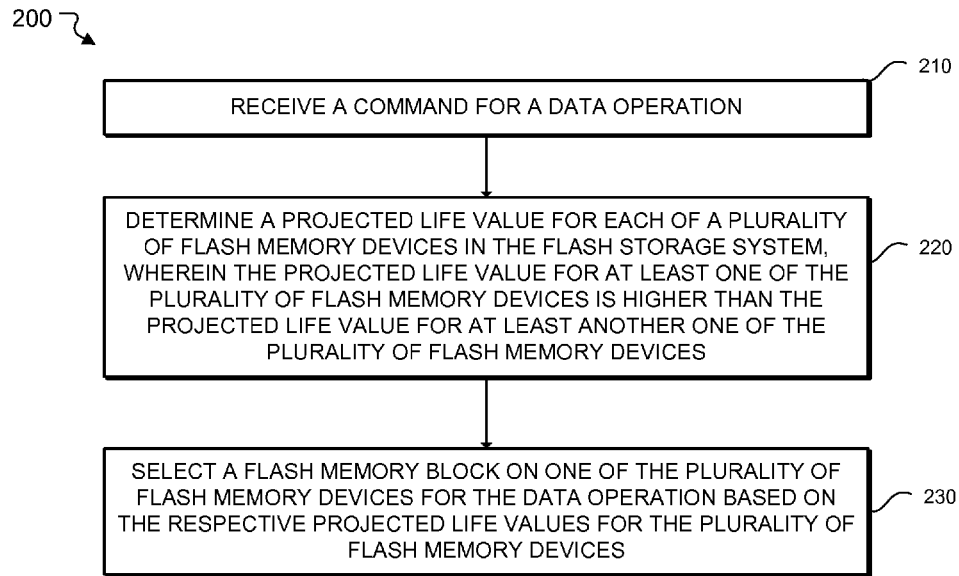 200
210
RECEIVE A COMMAND FOR A DATA OPERATION
DETERMINE A PROJECTED LIFE VALUE FOR EACH OF A PLURALITY
OF FLASH MEMORY DEVICES IN THE FLASH STORAGE SYSTEM,
WHEREIN THE PROJECTED LIFE VALUE FOR AT LEAST ONE OF THE
PLURALITY OF FLASH MEMORY DEVICES IS HIGHER THAN THE
PROJECTED LIFE VALUE FOR AT LEAST ANOTHER ONE OF THE
PLURALITY OF FLASH MEMORY DEVICES
220
SELECT A FLASH MEMORY BLOCK ON ONE OF THE PLURALITY OF
FLASH MEMORY DEVICES FOR THE DATA OPERATION BASED ON
THE RESPECTIVE PROJECTED LIFE VALUES FOR THE PLURALITY OF
FLASH MEMORY DEVICES
230